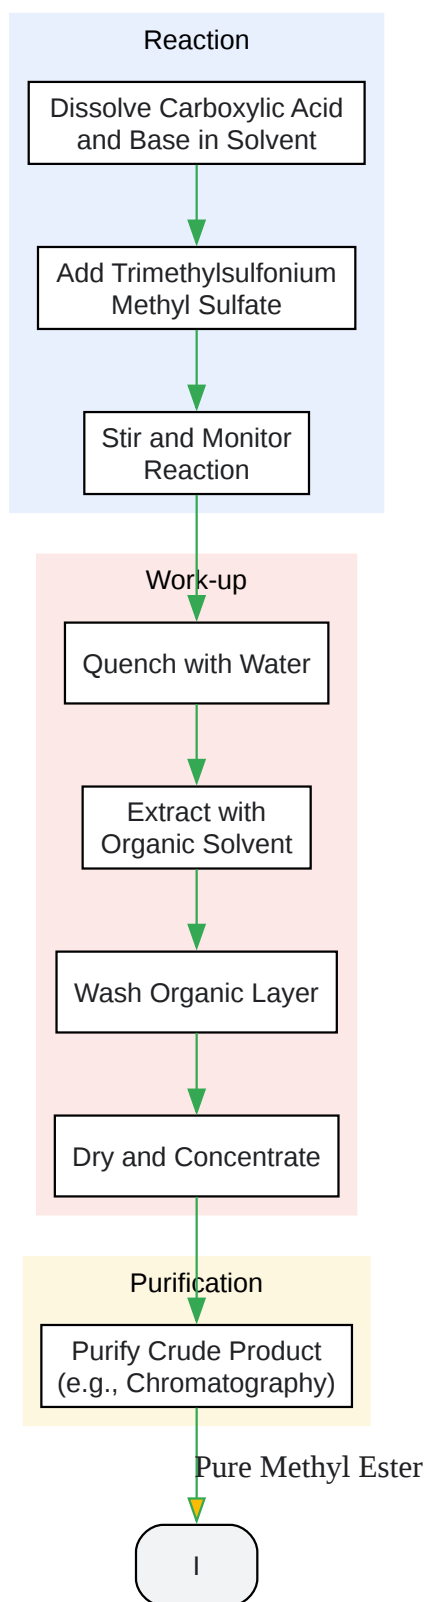 Reaction
Dissolve Carboxylic Acid
and Base in Solvent
Add Trimethylsulfonium
Methyl Sulfate
Stir and Monitor
Reaction
Work-up
Quench with Water
Extract with
Organic Solvent
Wash Organic Layer
Dry and Concentrate
Purification
Purify Crude Product
(e.g., Chromatography)
Pure Methyl Ester
I